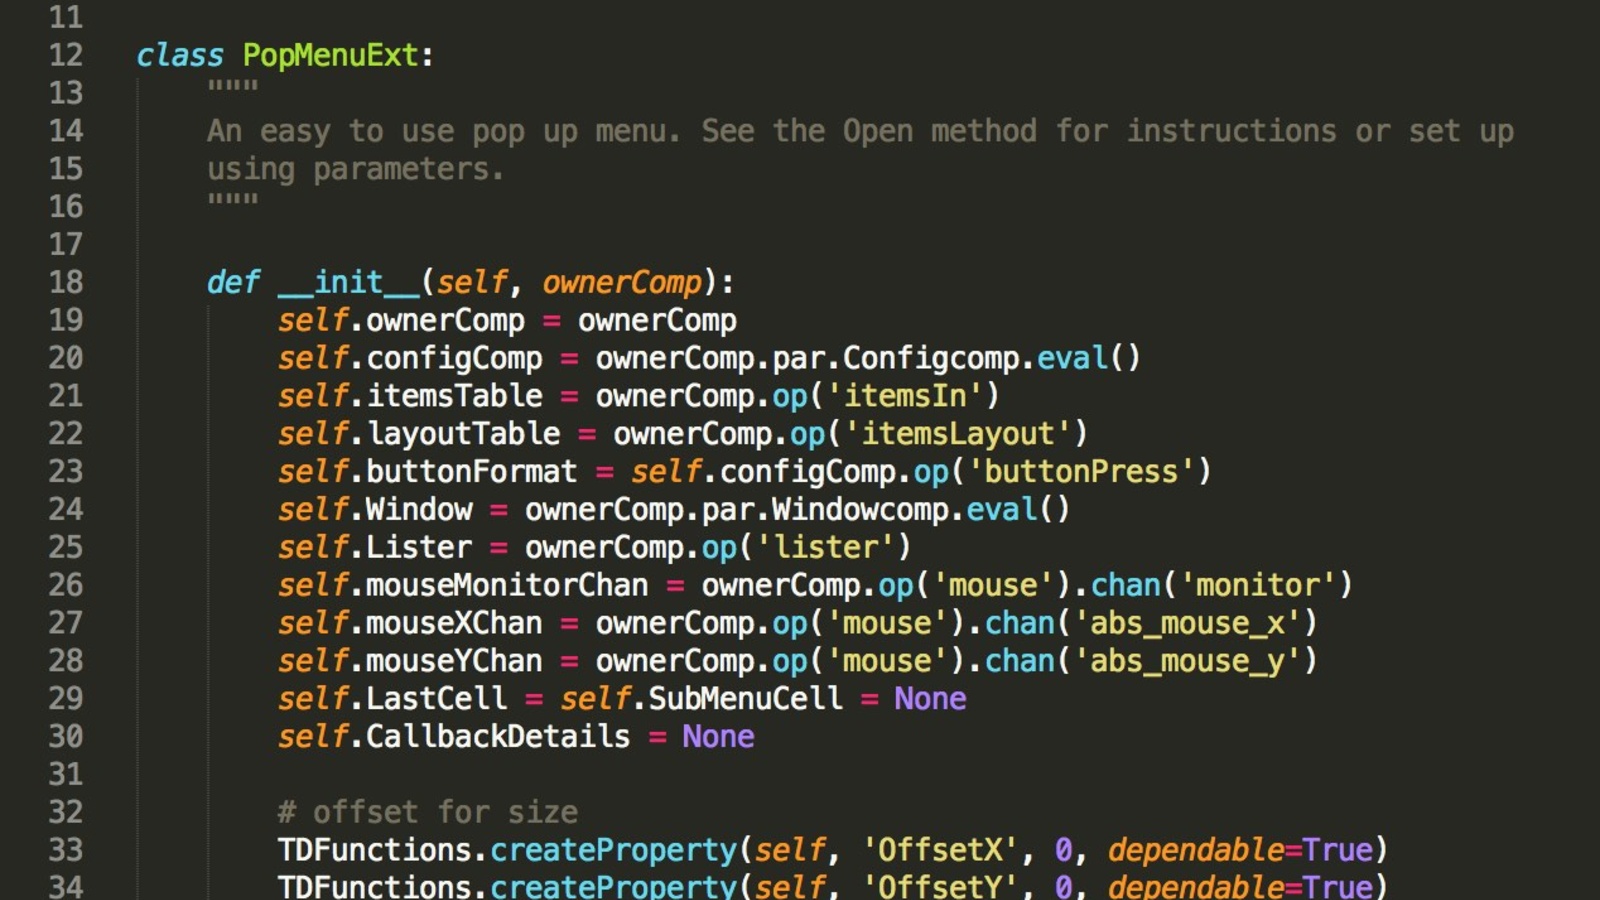 11
12 class PopMenuExt:
13 """
14 An easy to use pop up menu. See the Open method for instructions or set up
15 using parameters.
16 """
17
18 def __init__(self, ownerComp):
19 self.ownerComp = ownerComp
20 self.configComp = ownerComp.par.Configcomp.eval()
21 self.itemsTable = ownerComp.op('itemsIn')
22 self.layoutTable = ownerComp.op('itemsLayout')
23 self.buttonFormat = self.configComp.op('buttonPress')
24 self.Window = ownerComp.par.Windowcomp.eval()
25 self.Lister = ownerComp.op('lister')
26 self.mouseMonitorChan = ownerComp.op('mouse').chan('monitor')
27 self.mouseXChan = ownerComp.op('mouse').chan('abs_mouse_x')
28 self.mouseYChan = ownerComp.op('mouse').chan('abs_mouse_y')
29 self.LastCell = self.SubMenuCell = None
30 self.CallbackDetails = None
31
32 # offset for size
33 TDFunctions.createProperty(self, 'OffsetX', 0, dependable=True)
34 TDFunctions.createProperty(self, 'OffsetY', 0, dependable=True)